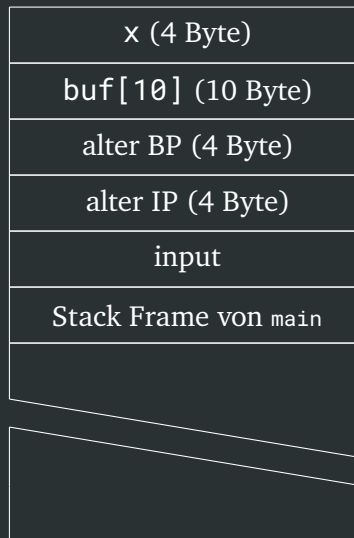 x (4 Byte)
buf[10] (10 Byte)
alter BP (4 Byte)
alter IP (4 Byte)
input
Stack Frame von main